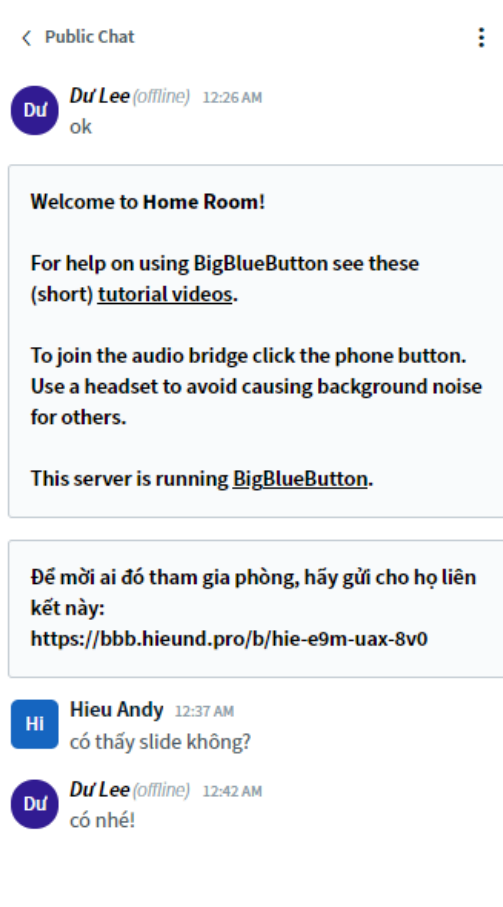 Public Chat
Dư
Dư Lee (offline) 12:26 AM
ok
Welcome to Home Room!
For help on using BigBlueButton see these
(short) tutorial videos.
To join the audio bridge click the phone button.
Use a headset to avoid causing background noise
for others.
This server is running BigBlueButton.
Để mời ai đó tham gia phòng, hãy gửi cho họ liên
kết này:
https://bbb.hieund.pro/b/hie-e9m-uax-8v0
Hi
Hieu Andy 12:37 AM
có thấy slide không?
Dư
Dư Lee (offline) 12:42 AM
có nhé!